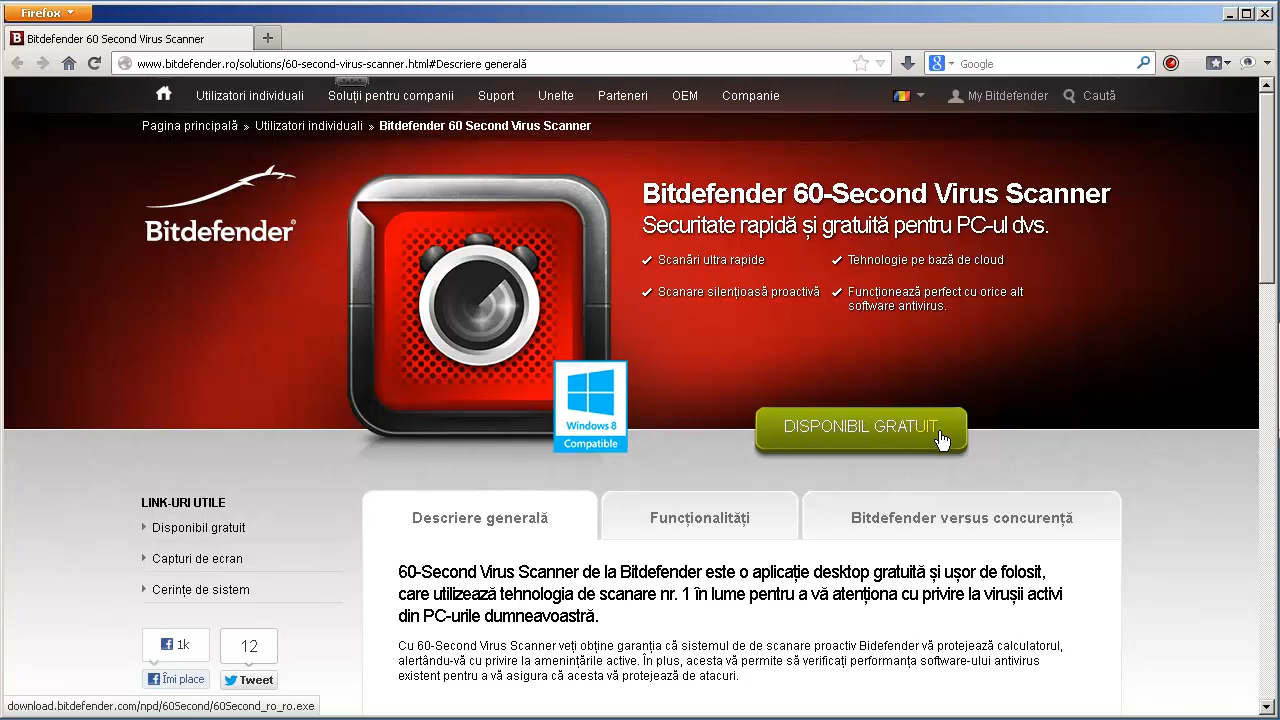 Firefox
Bitdefender 60 Second Virus Scanner
www.bitdefender.ro/solutions/60-second-virus-scanner.html#Descriere generală
Google
Utilizatori individuali
Soluții pentru companii
Suport
Unelte
Parteneri
OEM
Companie
My Bitdefender
Caută
Pagina principală » Utilizatori individuali » Bitdefender 60 Second Virus Scanner
Bitdefender®
Bitdefender 60-Second Virus Scanner
Securitate rapidă și gratuită pentru PC-ul dvs.
Scanări ultra rapide
Tehnologie pe bază de cloud
Scanare silențioasă proactivă
Funcționează perfect cu orice alt
software antivirus.
Windows 8
Compatible
DISPONIBIL GRATUIT
LINK-URI UTILE
Disponibil gratuit
Capturi de ecran
Cerințe de sistem
1k
12
Îmi place
Tweet
Descriere generală
Funcționalități
Bitdefender versus concurență
60-Second Virus Scanner de la Bitdefender este o aplicație desktop gratuită și ușor de folosit,
care utilizează tehnologia de scanare nr. 1 în lume pentru a vă atenționa cu privire la virușii activi
din PC-urile dumneavoastră.
Cu 60-Second Virus Scanner veți obține garanția că sistemul de de scanare proactiv Bidefender vă protejează calculatorul,
alertându-vă cu privire la amenințările active. În plus, acesta vă permite să verificați informații software-ului antivirus
existent pentru a vă asigura că acesta vă protejează de atacuri.
download.bitdefender.com/npd/60Second/60Second_ro_ro.exe